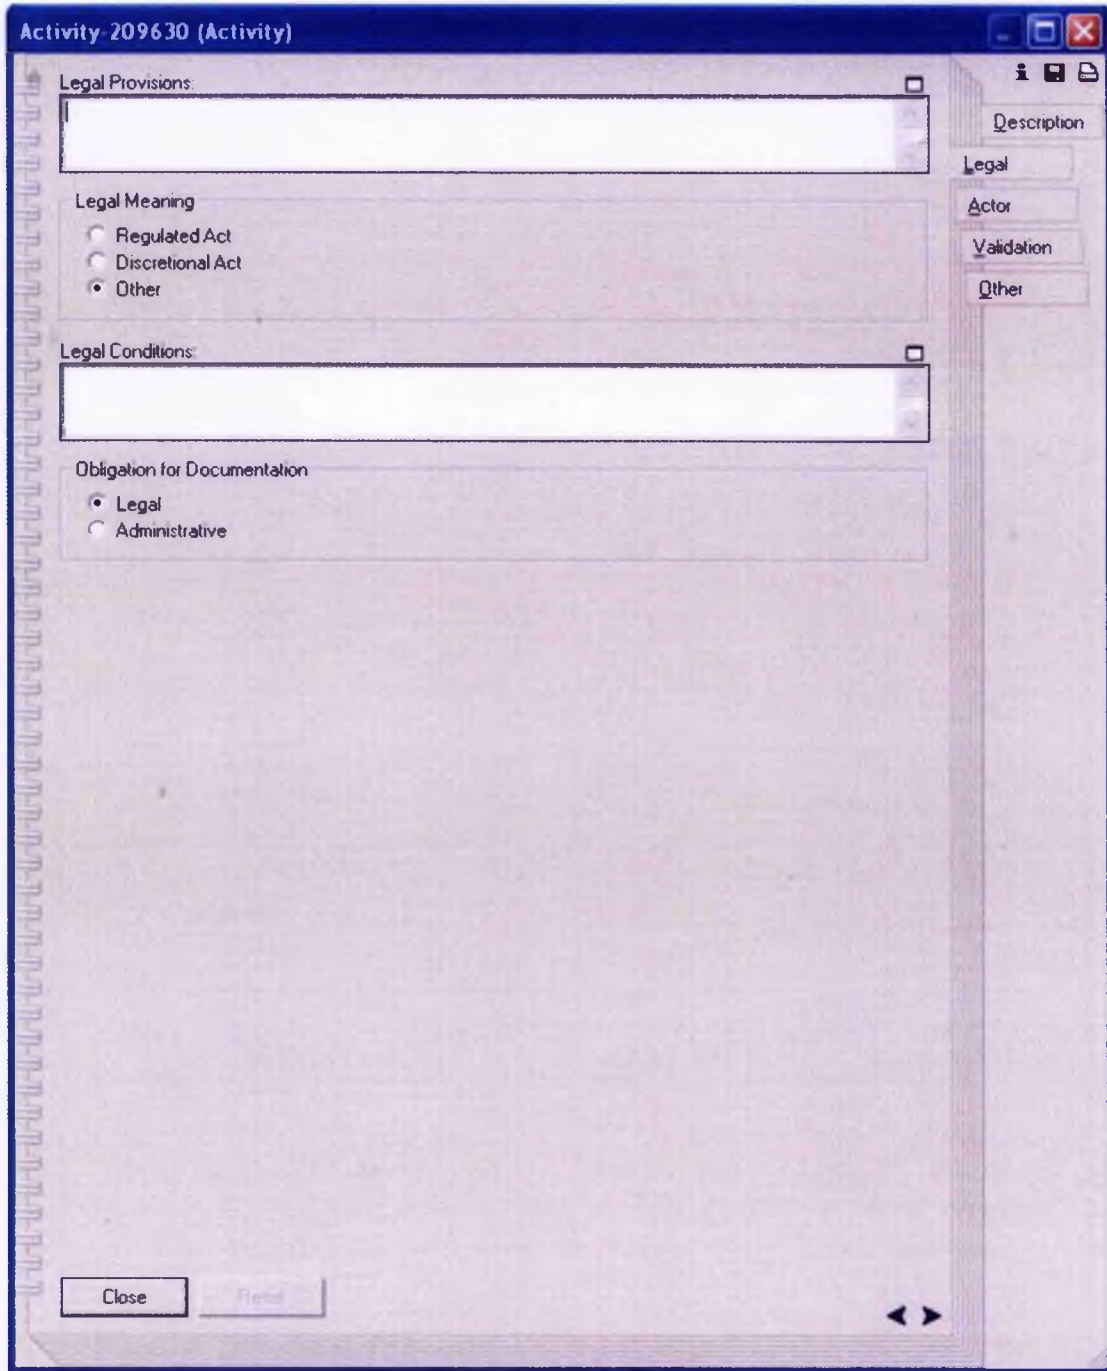 Activity-209630 (Activity)
Legal Provisions:
Legal Meaning
Regulated Act
Discretional Act
Other
Legal Conditions:
Obligation for Documentation
Legal
Administrative
Close
Reset
Description
Legal
Actor
Validation
Other